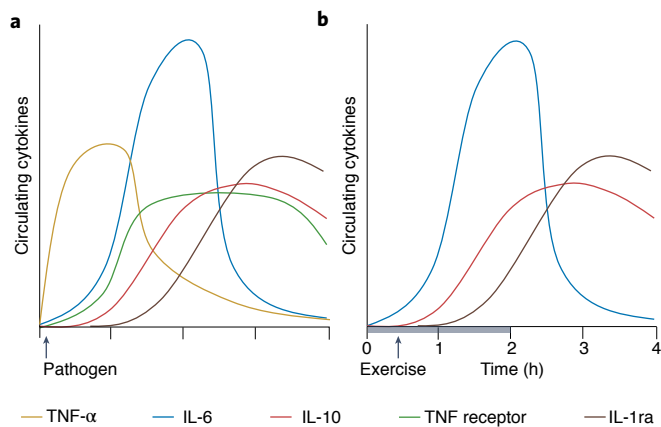 a
b
Circulating cytokines
Circulating cytokines
0 1 2 3 4
Pathogen
Exercise Time (h)
TNF-α IL-6 IL-10 TNF receptor IL-1ra